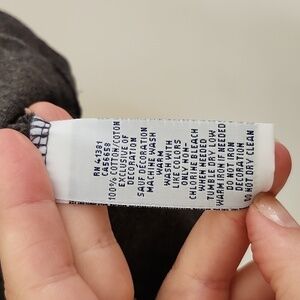 RN 41381
CA56658
100% COTTON/COTON
EXCLUSIVE OF
DECORATION
SAUF DECORATION
MACHINE WASH
WARM
WASH WITH
LIKE COLORS
ONLY NON-
CHLORINE BLEACH
WHEN NEEDED
TUMBLE DRY LOW
WARM IRON IF NEEDED
DO NOT IRON
DECORATION
DO NOT DRY CLEAN